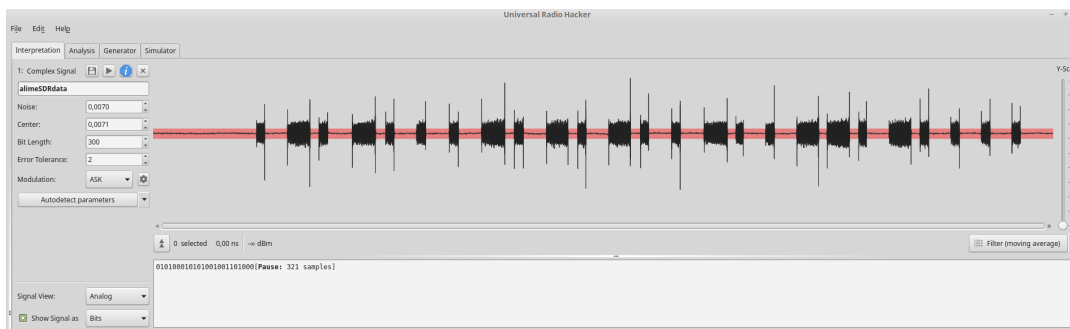 Universal Radio Hacker
File Edit Help
Interpretation Analysis Generator Simulator
1: Complex Signal
Y-Sc
alimeSDRdata
Noise: 0,0070
Center: 0,0071
Bit Length: 300
Error Tolerance: 2
Modulation: ASK
Autodetect parameters
0 selected 0,00 ns -∞ dBm
Filter (moving average)
010100010101001001101000[Pause: 321 samples]
Signal View: Analog
Show Signal as Bits